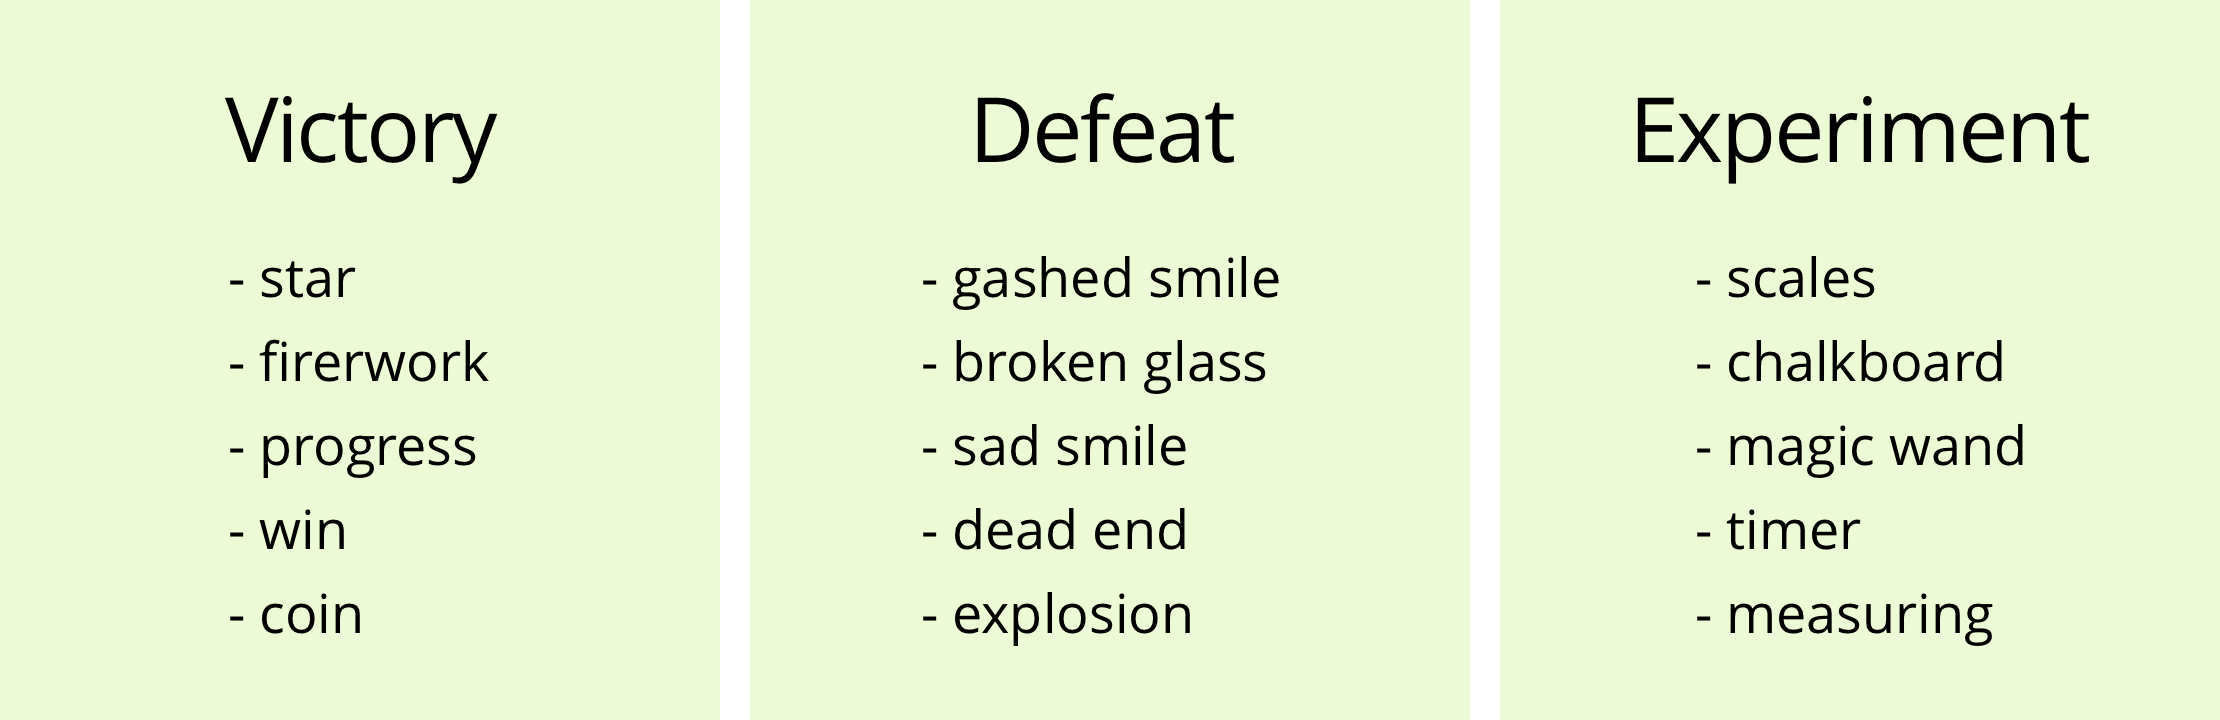 Victory
- star
- firerwork
- progress
- win
- coin
Defeat
- gashed smile
- broken glass
- sad smile
- dead end
- explosion
Experiment
- scales
- chalkboard
- magic wand
- timer
- measuring